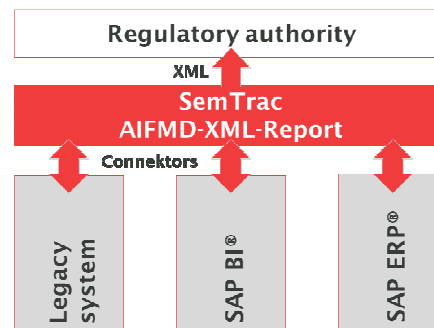 Regulatory authority
XML
SemTrac
AIFMD-XML-Report
Connektors
Legacy
system
SAP BI®
SAP ERP®